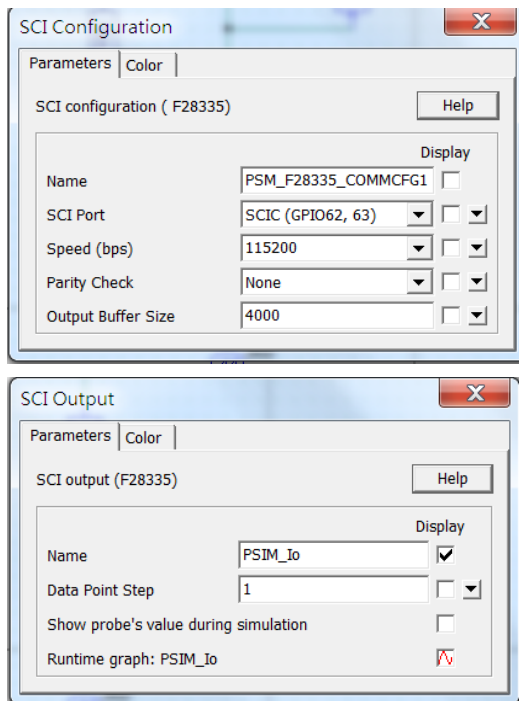 SCI Configuration
Parameters Color
SCI configuration ( F28335) Help
Display
Name PSM_F28335_COMMCFG1
SCI Port SCIC (GPIO62, 63)
Speed (bps) 115200
Parity Check None
Output Buffer Size 4000
SCI Output
Parameters Color
SCI output (F28335) Help
Display
Name PSIM_Io
Data Point Step 1
Show probe's value during simulation
Runtime graph: PSIM_Io